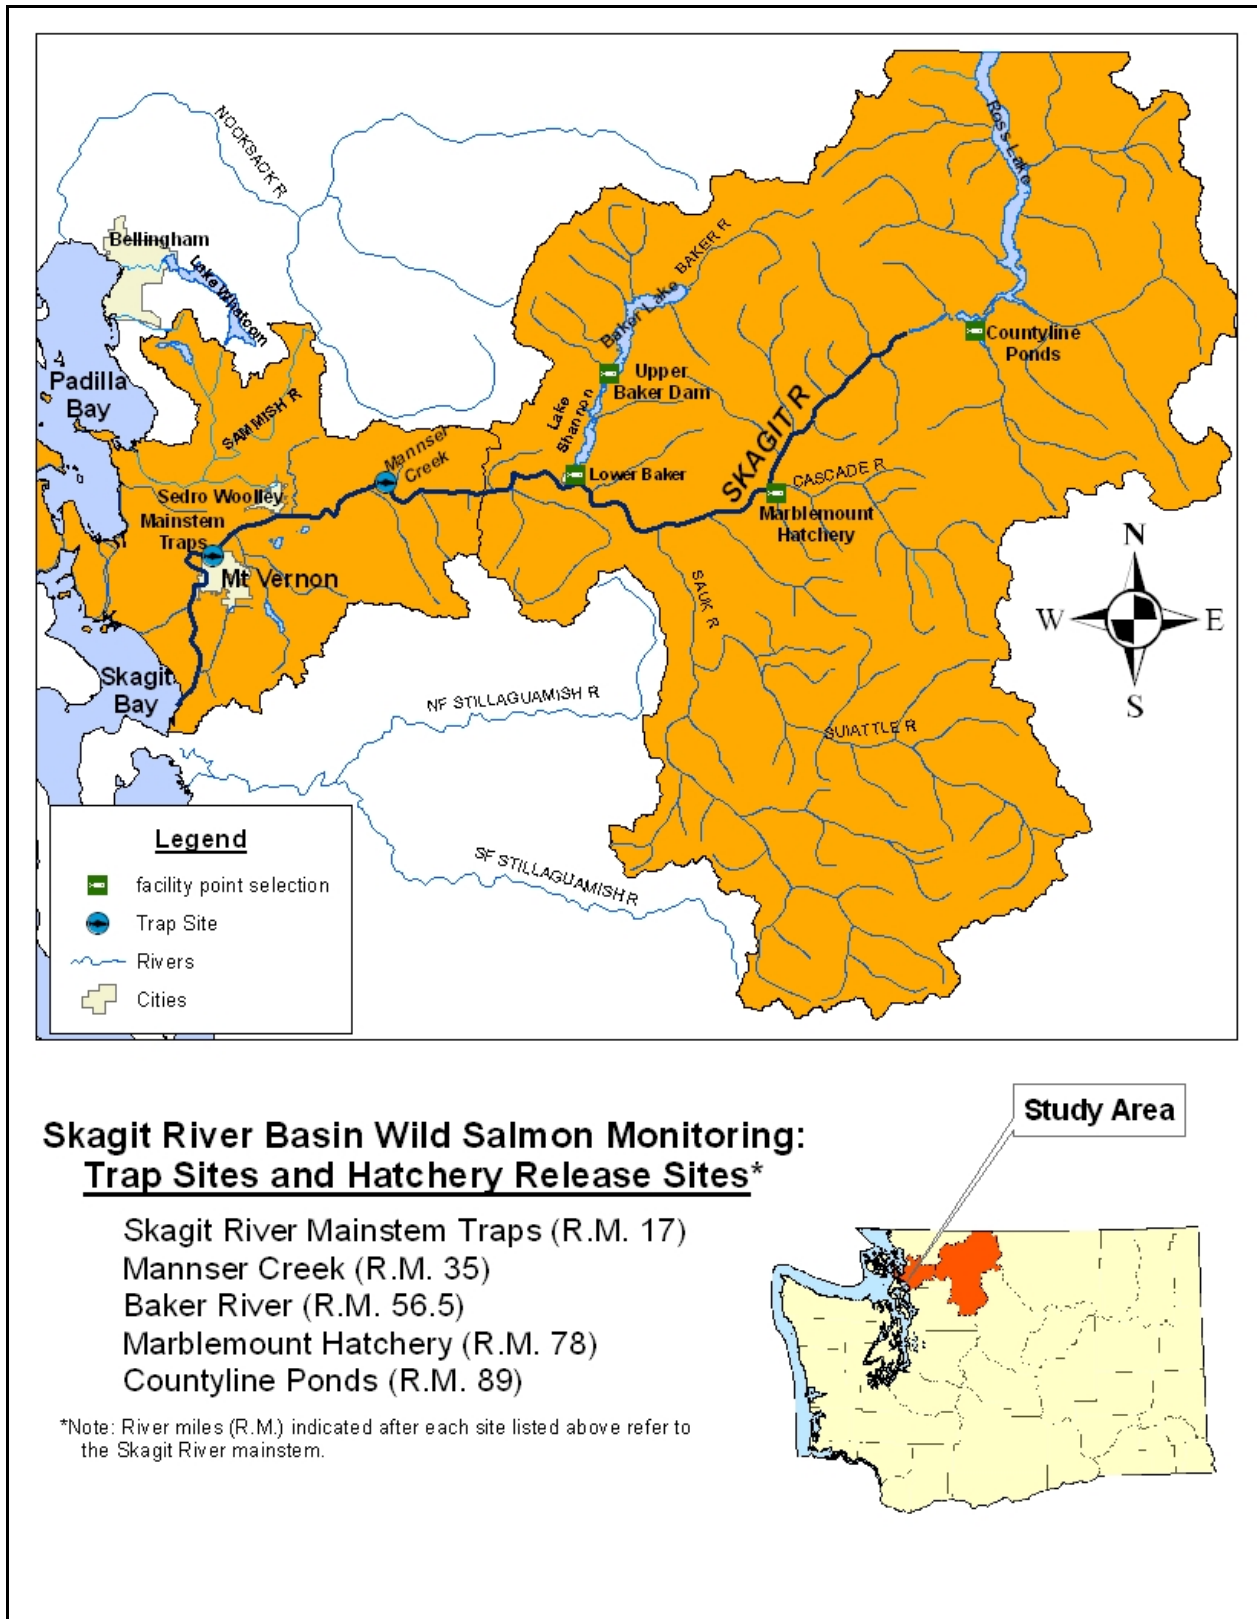 NOOKSACK R
Ross Lake
Bellingham
Lake Whatcom
BAKER R
Baker Lake
Countyline
Ponds
Padilla
Bay
Upper
Baker Dam
SAMMISH R
Lake
Shannon
SKAGIT R
Mannser
Creek
Lower Baker
CASCADE R
Sedro Woolley
Marblemount
Hatchery
Mainstem
Traps
Mt Vernon
SAUK R
N
W
E
S
Skagit
Bay
NF STILLAGUAMISH R
SUIATTLE R
SF STILLAGUAMISH R
Legend
facility point selection
Trap Site
Rivers
Cities
Study Area
Skagit River Basin Wild Salmon Monitoring:
Trap Sites and Hatchery Release Sites*
Skagit River Mainstem Traps (R.M. 17)
Mannser Creek (R.M. 35)
Baker River (R.M. 56.5)
Marblemount Hatchery (R.M. 78)
Countyline Ponds (R.M. 89)
*Note: River miles (R.M.) indicated after each site listed above refer to
the Skagit River mainstem.